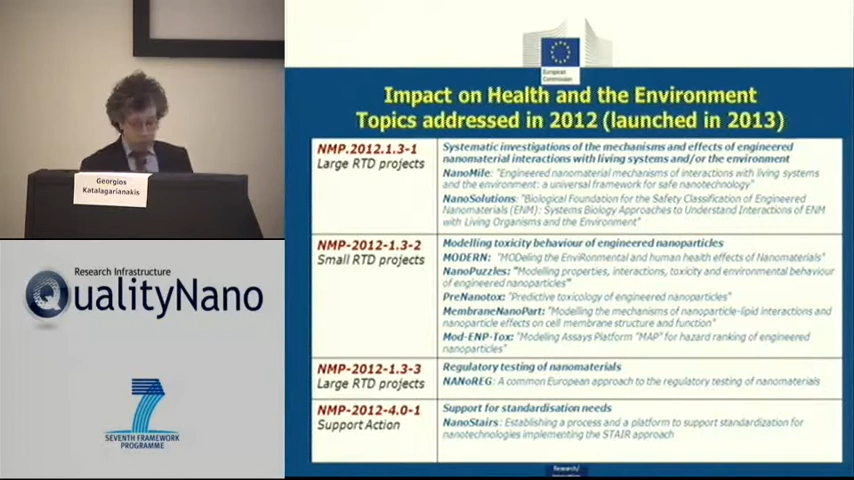 Georgios
Katalagarianakis
Research Infrastructure
QualityNano
7
SEVENTH FRAMEWORK
PROGRAMME
European
Commission
Impact on Health and the Environment
Topics addressed in 2012 (launched in 2013)
NMP.2012.1.3-1
Large RTD projects
Systematic investigations of the mechanisms and effects of engineered
nanomaterial interactions with living systems and/or the environment
NanoMile: "Engineered nanomaterial mechanisms of interactions with living systems
and the environment: a universal framework for safe nanotechnology"
NanoSolutions: "Biological Foundation for the Safety Classification of Engineered
Nanomaterials (ENM): Systems Biology Approaches to Understand Interactions of ENM
with Living Organisms and the Environment"
NMP-2012-1.3-2
Small RTD projects
Modelling toxicity behaviour of engineered nanoparticles
MODERN: "MODeling the EnviRonmental and human health effects of Nanomaterials"
NanoPuzzles: "Modelling properties, interactions, toxicity and environmental behaviour
of engineered nanoparticles"
PreNanotox: "Predictive toxicology of engineered nanoparticles"
MembraneNanoPart: "Modelling the mechanisms of nanoparticle-lipid interactions and
nanoparticle effects on cell membrane structure and function"
Mod-ENP-Tox: "Modeling Assays Platform "MAP" for hazard ranking of engineered
nanoparticles"
NMP-2012-1.3-3
Large RTD projects
Regulatory testing of nanomaterials
NANoREG: A common European approach to the regulatory testing of nanomaterials
NMP-2012-4.0-1
Support Action
Support for standardisation needs
NanoStairs: Establishing a process and a platform to support standardization for
nanotechnologies implementing the STAIR approach
Research/